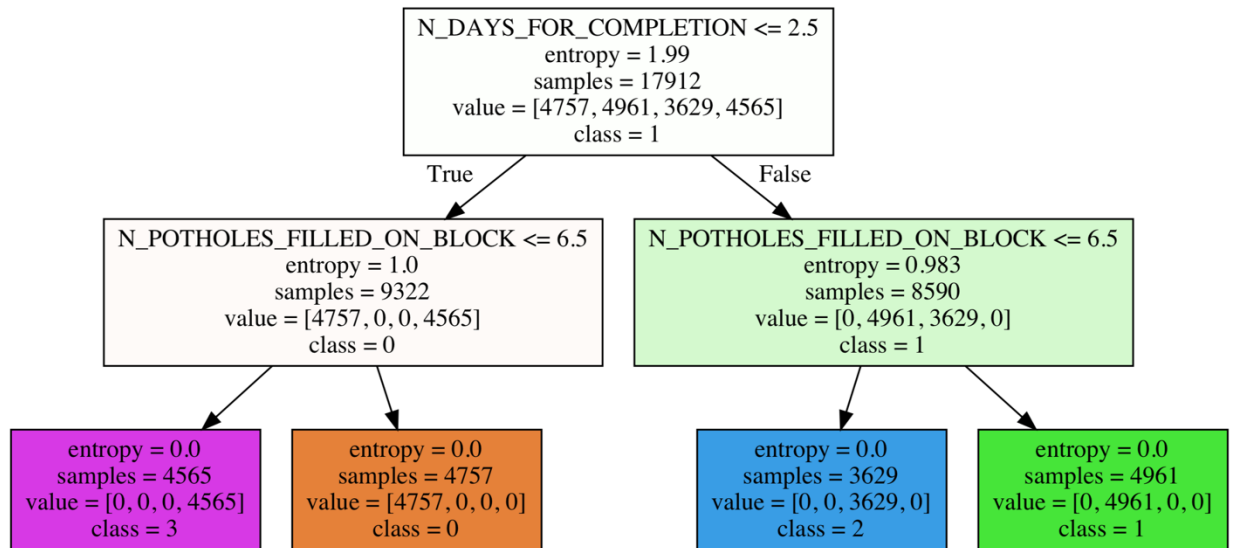 N_DAYS_FOR_COMPLETION <= 2.5
entropy = 1.99
samples = 17912
value = [4757, 4961, 3629, 4565]
class = 1
True
False
N_POTHOLES_FILLED_ON_BLOCK <= 6.5
entropy = 1.0
samples = 9322
value = [4757, 0, 0, 4565]
class = 0
N_POTHOLES_FILLED_ON_BLOCK <= 6.5
entropy = 0.983
samples = 8590
value = [0, 4961, 3629, 0]
class = 1
entropy = 0.0
samples = 4565
value = [0, 0, 0, 4565]
class = 3
entropy = 0.0
samples = 4757
value = [4757, 0, 0, 0]
class = 0
entropy = 0.0
samples = 3629
value = [0, 0, 3629, 0]
class = 2
entropy = 0.0
samples = 4961
value = [0, 4961, 0, 0]
class = 1